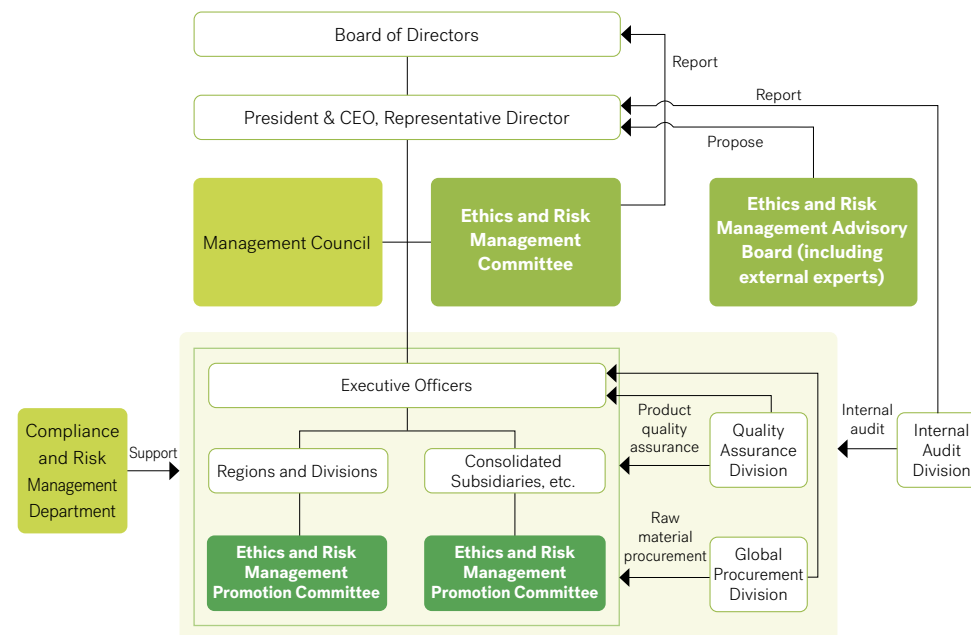 Board of Directors
Report
Report
President & CEO, Representative Director
Propose
Management Council
Ethics and Risk
Management
Committee
Ethics and Risk
Management Advisory
Board (including
external experts)
Executive Officers
Compliance
and Risk
Management
Department
Support
Regions and Divisions
Consolidated
Subsidiaries, etc.
Product
quality
assurance
Quality
Assurance
Division
Internal
audit
Internal
Audit
Division
Ethics and Risk
Management
Promotion Committee
Ethics and Risk
Management
Promotion Committee
Raw
material
procurement
Global
Procurement
Division